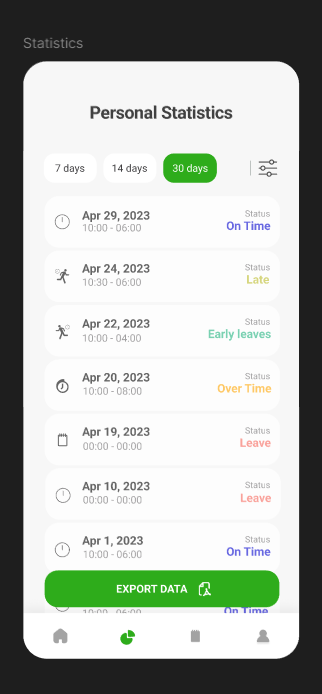 Statistics
Personal Statistics
7 days 14 days 30 days
Apr 29, 2023 Status
10:00 - 06:00 On Time
Apr 24, 2023 Status
10:30 - 06:00 Late
Apr 22, 2023 Status
10:00 - 04:00 Early leaves
Apr 20, 2023 Status
10:00 - 08:00 Over Time
Apr 19, 2023 Status
00:00 - 00:00 Leave
Apr 10, 2023 Status
00:00 - 00:00 Leave
Apr 1, 2023 Status
10:00 - 06:00 On Time
EXPORT DATA
10:00 - 06:00 On Time